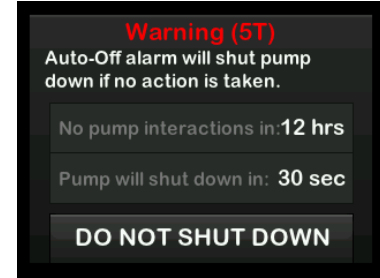 Warning (5T)
Auto-Off alarm will shut pump
down if no action is taken.
No pump interactions in: 12 hrs
Pump will shut down in: 30 sec
DO NOT SHUT DOWN